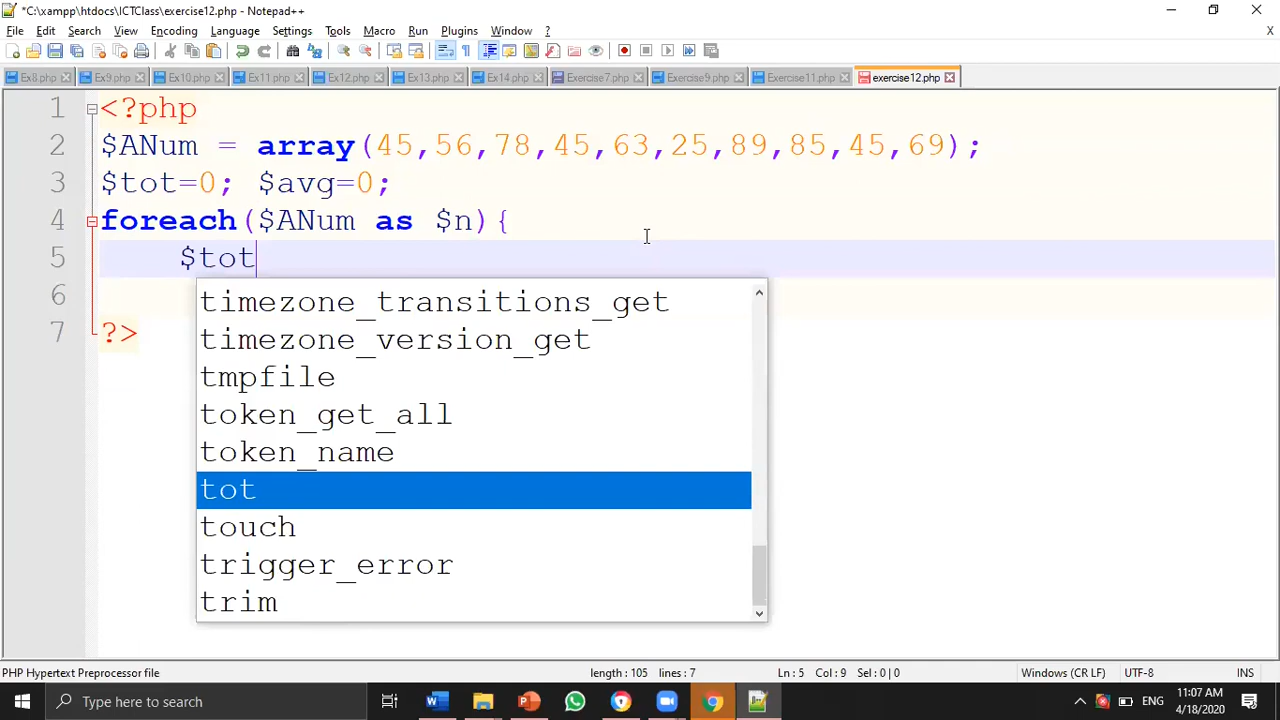 *C:\xampp\htdocs\ICTClass\exercise12.php - Notepad++
File Edit Search View Encoding Language Settings Tools Macro Run Plugins Window ?
X
Ex8.php Ex9.php Ex10.php Ex11.php Ex12.php Ex13.php Ex14.php Exercise7.php Exercise9.php Exercise11.php exercise12.php
1 <?php
2 $ANum = array(45,56,78,45,63,25,89,85,45,69);
3 $tot=0; $avg=0;
4 foreach($ANum as $n){
5 $tot
6
7 ?>
timezone_transitions_get
timezone_version_get
tmpfile
token_get_all
token_name
tot
touch
trigger_error
trim
PHP Hypertext Preprocessor file length : 105 lines : 7 Ln : 5 Col : 9 Sel : 0 | 0 Windows (CR LF) UTF-8 INS
Type here to search
ENG
11:07 AM
4/18/2020